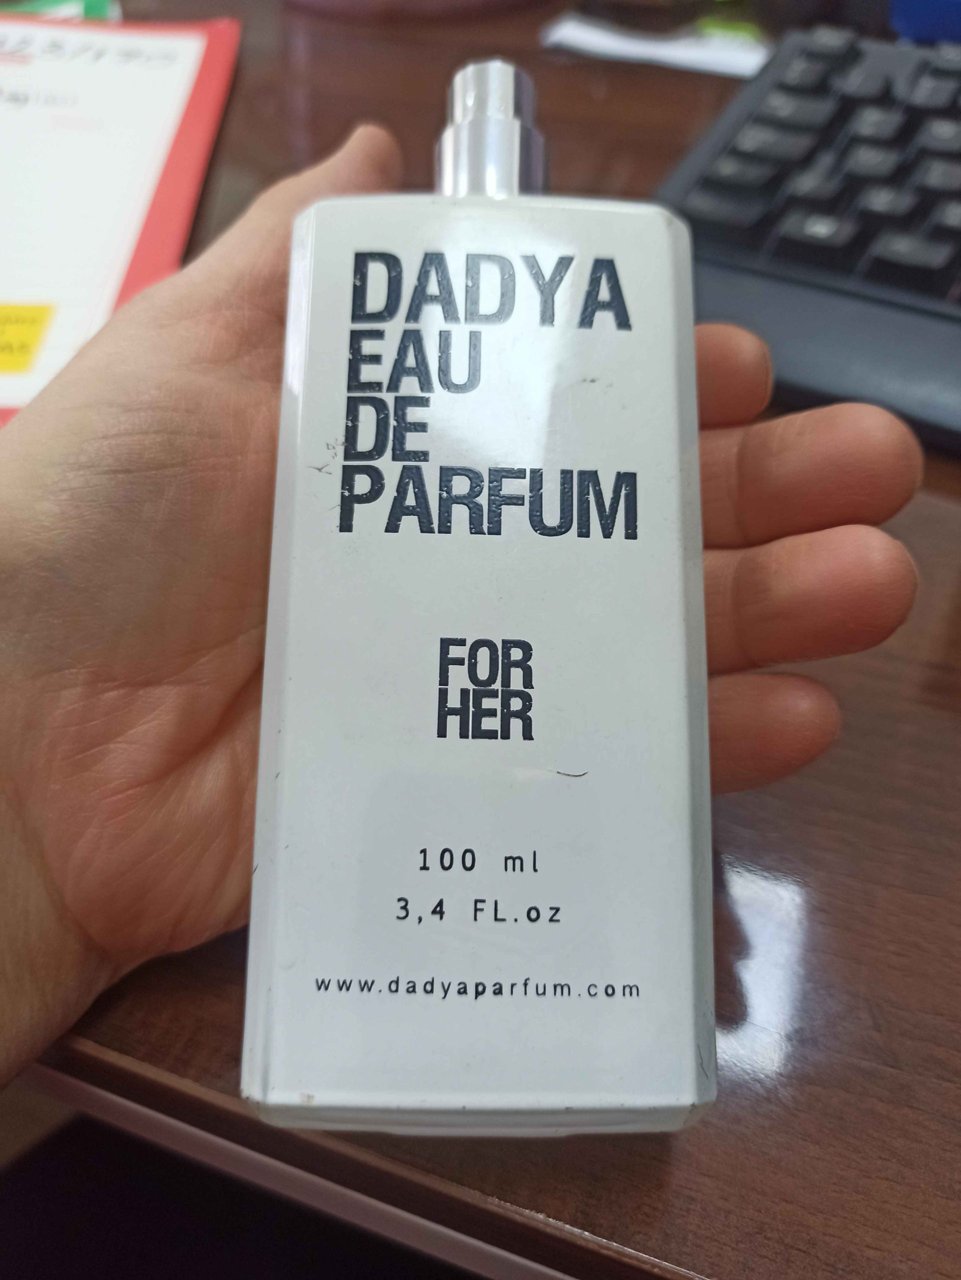 DADYA
EAU
DE
PARFUM
FOR
HER
100 ml
3,4 FL.oz
www.dadyaparfum.com